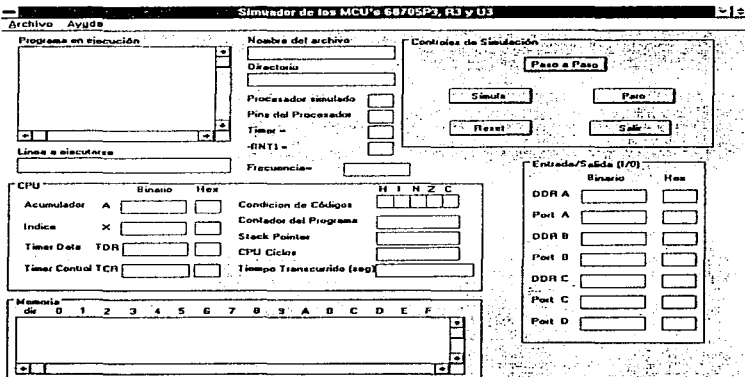 Simulador de los MCU's 68705P3, R3 y U3
Archivo Ayuda
Programa en ejecución
Nombre del archivo
Directorio
Procesador simulado
Pins del Procesador
Timer =
-INT1 =
Frecuencia=
Linea a ejecutarse
Controles de Simulación
Paso a Paso
Simula
Paro
Reset
Salir
CPU
Binario Hex
Acumulador A
Indice X
Timer Data TDR
Timer Control TCR
H I N Z C
Condicion de Códigos
Contador del Programa
Stack Pointer
CPU Ciclos
Tiempo Transcurrido (seg)
Entrada/Salida (I/O)
Binario Hex
DDR A
Port A
DDR B
Port B
DDR C
Port C
Port D
Memoria
dir 0 1 2 3 4 5 6 7 8 9 A B C D E F